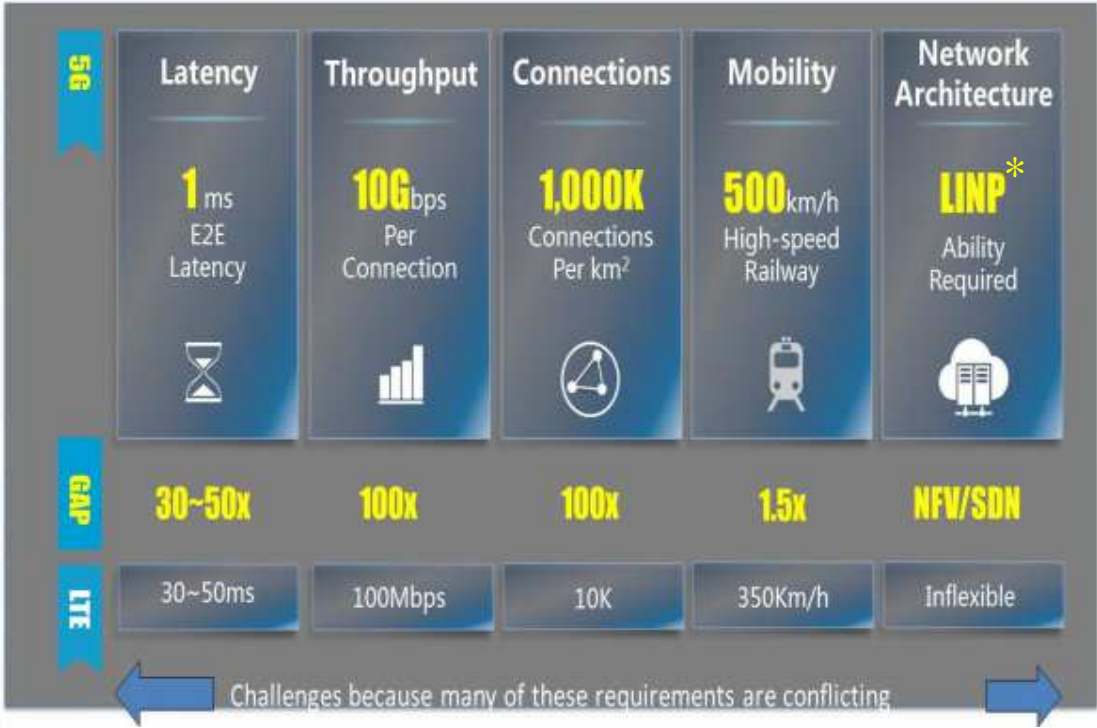 5G
Latency
1 ms
E2E
Latency
Throughput
10Gbps
Per
Connection
Connections
1,000K
Connections
Per km²
Mobility
500km/h
High-speed
Railway
Network
Architecture
LINP*
Ability
Required
GAP
30~50x
100x
100x
1.5x
NFV/SDN
LTE
30~50ms
100Mbps
10K
350Km/h
Inflexible
Challenges because many of these requirements are conflicting